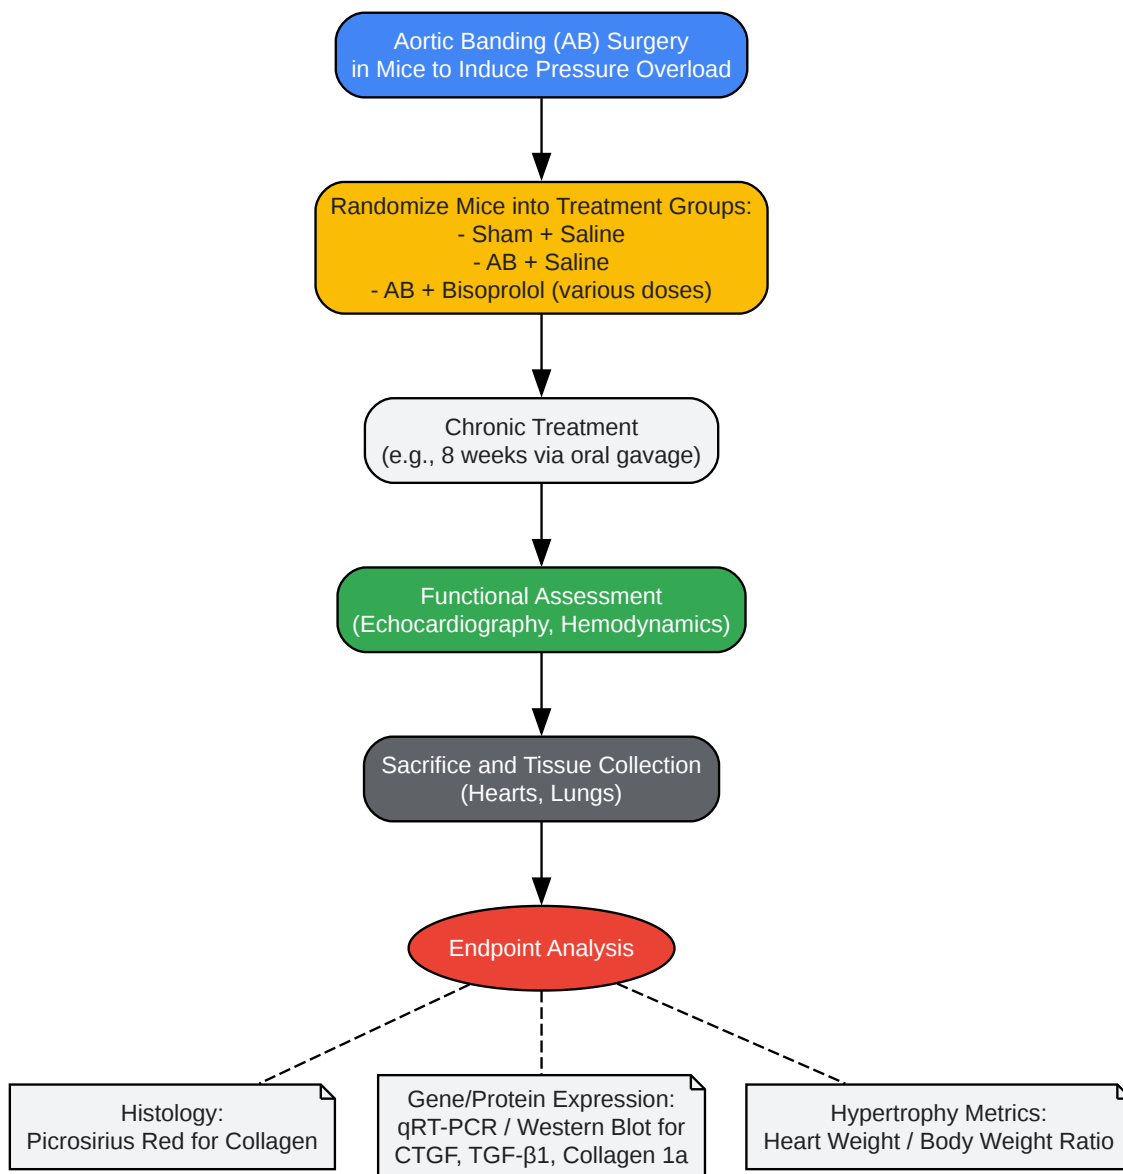 Aortic Banding (AB) Surgery
in Mice to Induce Pressure Overload
Randomize Mice into Treatment Groups:
- Sham + Saline
- AB + Saline
- AB + Bisoprolol (various doses)
Chronic Treatment
(e.g., 8 weeks via oral gavage)
Functional Assessment
(Echocardiography, Hemodynamics)
Sacrifice and Tissue Collection
(Hearts, Lungs)
Endpoint Analysis
Histology:
Picrosirius Red for Collagen
Gene/Protein Expression:
qRT-PCR / Western Blot for
CTGF, TGF-β1, Collagen 1a
Hypertrophy Metrics:
Heart Weight / Body Weight Ratio